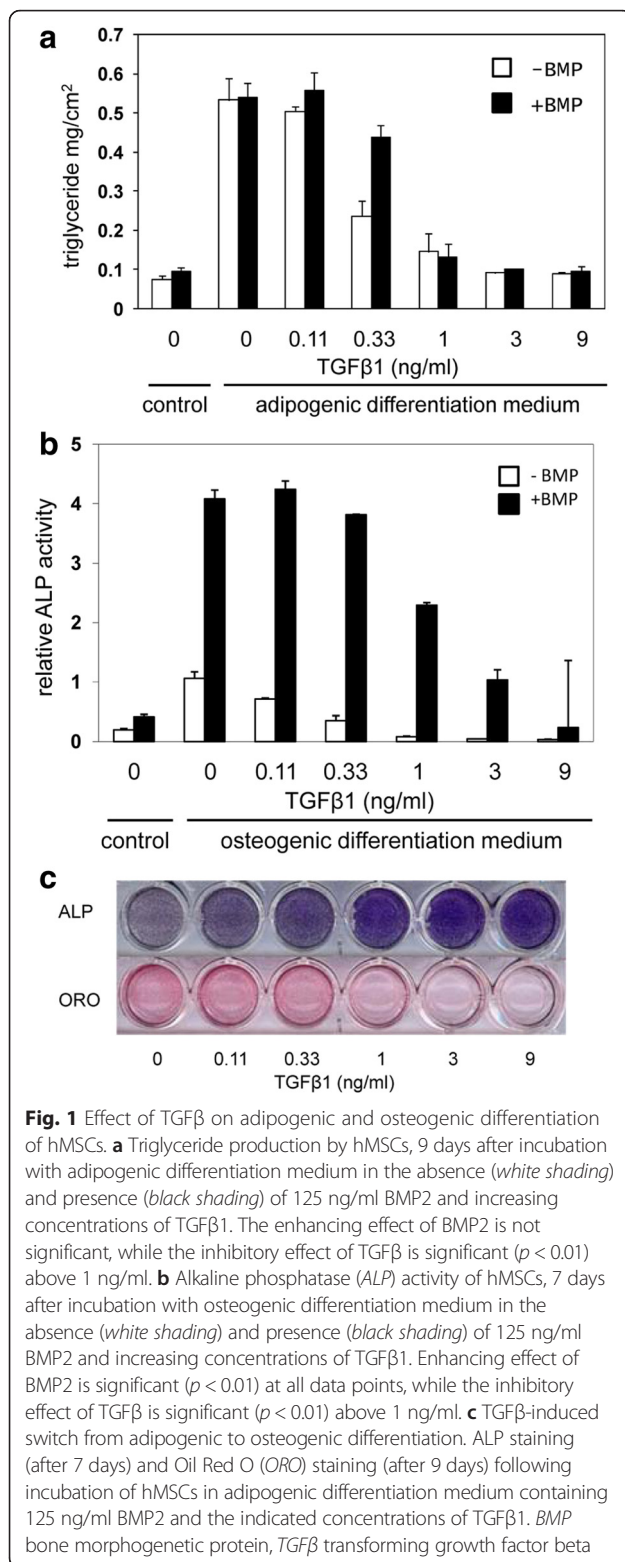 a
0.7
0.6
0.5
0.4
0.3
0.2
0.1
0
triglyceride mg/cm²
−BMP
+BMP
0 0 0.11 0.33 1 3 9
TGFβ1 (ng/ml)
control adipogenic differentiation medium
b
5
4
3
2
1
0
relative ALP activity
- BMP
+BMP
0 0 0.11 0.33 1 3 9
TGFβ1 (ng/ml)
control osteogenic differentiation medium
c
ALP
ORO
0 0.11 0.33 1 3 9
TGFβ1 (ng/ml)
Fig. 1 Effect of TGFβ on adipogenic and osteogenic differentiation
of hMSCs. a Triglyceride production by hMSCs, 9 days after incubation
with adipogenic differentiation medium in the absence (white shading)
and presence (black shading) of 125 ng/ml BMP2 and increasing
concentrations of TGFβ1. The enhancing effect of BMP2 is not
significant, while the inhibitory effect of TGFβ is significant (p < 0.01)
above 1 ng/ml. b Alkaline phosphatase (ALP) activity of hMSCs, 7 days
after incubation with osteogenic differentiation medium in the
absence (white shading) and presence (black shading) of 125 ng/ml
BMP2 and increasing concentrations of TGFβ1. Enhancing effect of
BMP2 is significant (p < 0.01) at all data points, while the inhibitory
effect of TGFβ is significant (p < 0.01) above 1 ng/ml. c TGFβ-induced
switch from adipogenic to osteogenic differentiation. ALP staining
(after 7 days) and Oil Red O (ORO) staining (after 9 days) following
incubation of hMSCs in adipogenic differentiation medium containing
125 ng/ml BMP2 and the indicated concentrations of TGFβ1. BMP
bone morphogenetic protein, TGFβ transforming growth factor beta